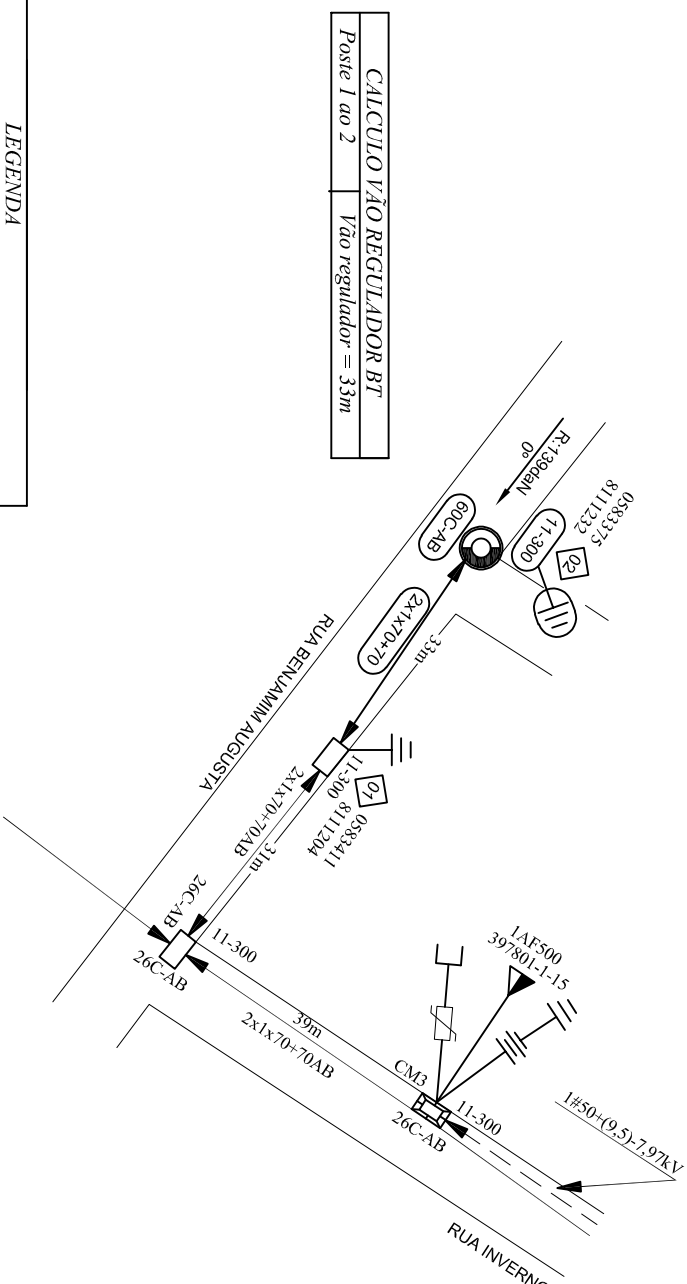 CALCULO VÃO REGULADOR BT
Poste 1 ao 2
Vão regulador = 33m
LEGENDA
R:139daN
0°
0583375
8111232
02
11-300
60C-AB
2x1x70+70
33m
RUA BENJAMIM AUGUSTA
01
11-300
0583411
8111204
2x1x70+70AB
31m
26C-AB
11-300
26C-AB
39m
2x1x70+70AB
1AF500
397801-1-15
CM3
11-300
26C-AB
1#50+(9,5)-7,97kV
RUA INVERNO